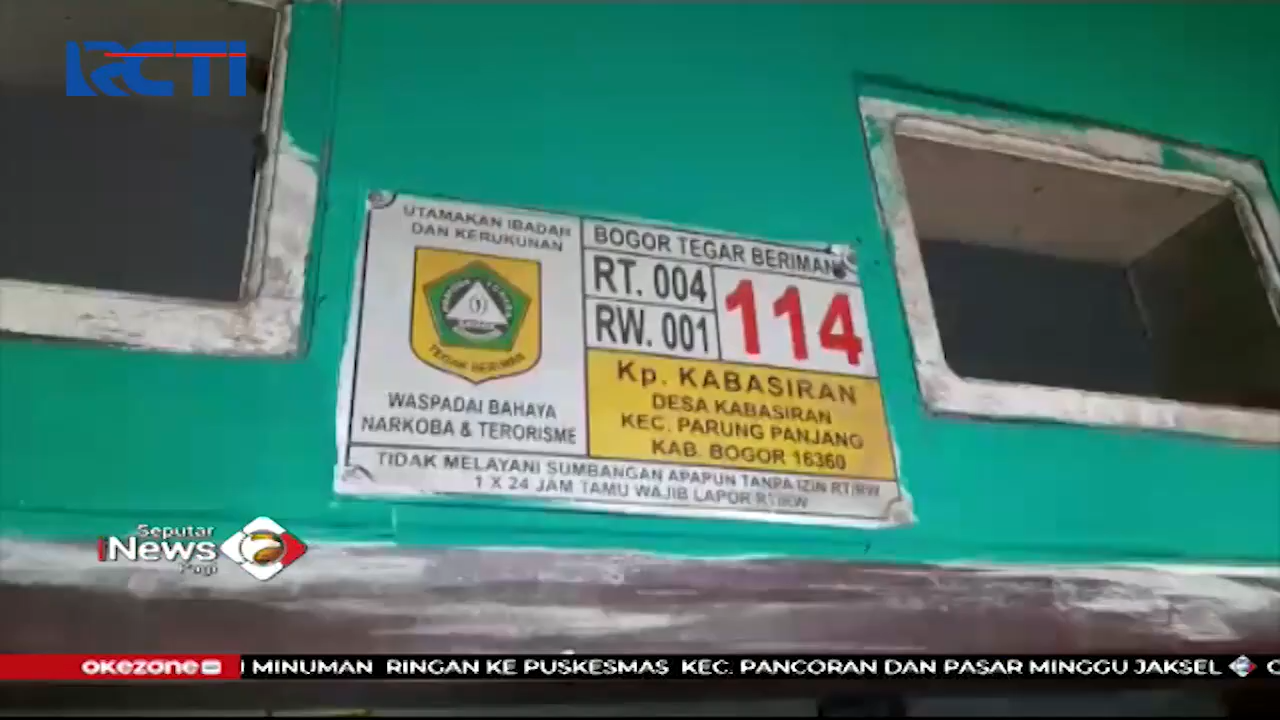 RCTI
UTAMAKAN IBADAH
DAN KERUKUNAN
TEGAR BERIMAN
WASPADAI BAHAYA
NARKOBA & TERORISME
BOGOR TEGAR BERIMAN
RT. 004
RW. 001
114
Kp. KABASIRAN
DESA KABASIRAN
KEC. PARUNG PANJANG
KAB. BOGOR 16360
TIDAK MELAYANI SUMBANGAN APAPUN TANPA IZIN RT/RW
1 X 24 JAM TAMU WAJIB LAPOR RT/RW
Seputar
iNews
Pagi
okezone
MINUMAN RINGAN KE PUSKESMAS KEC. PANCORAN DAN PASAR MINGGU JAKSEL